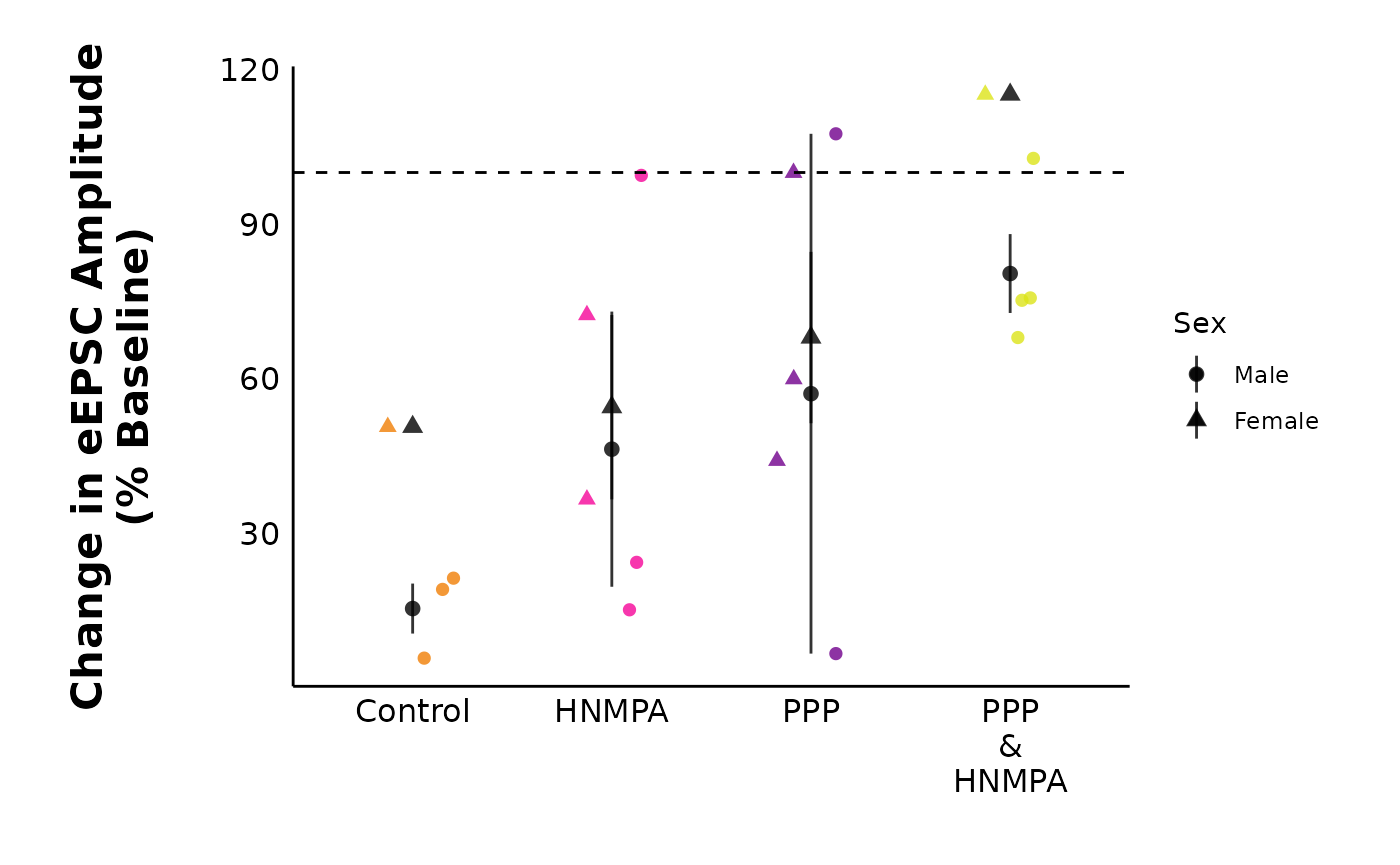 Change in eEPSC Amplitude
(% Baseline)
120
90
60
30
Control
HNMPA
PPP
PPP
&
HNMPA
Sex
Male
Female